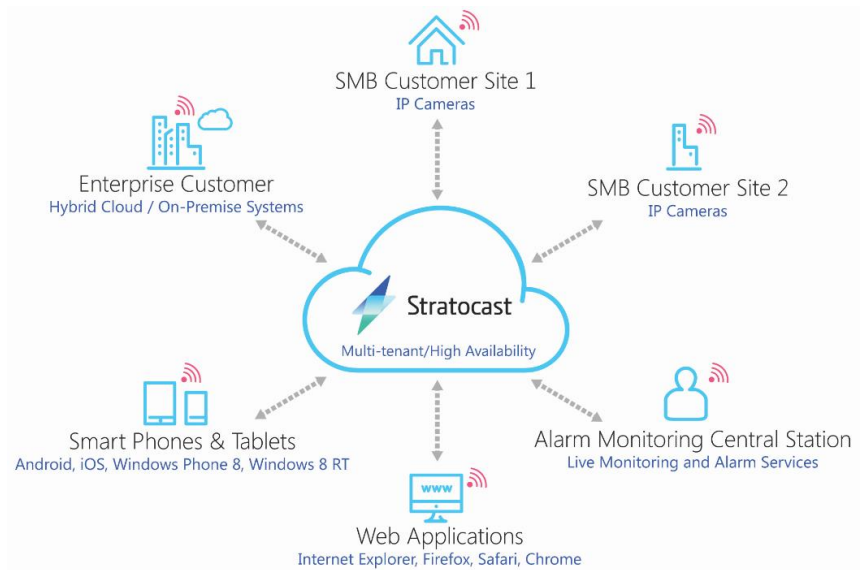 SMB Customer Site 1
IP Cameras
Enterprise Customer
Hybrid Cloud / On-Premise Systems
SMB Customer Site 2
IP Cameras
Stratocast
Multi-tenant/High Availability
Smart Phones & Tablets
Android, iOS, Windows Phone 8, Windows 8 RT
Alarm Monitoring Central Station
Live Monitoring and Alarm Services
www
Web Applications
Internet Explorer, Firefox, Safari, Chrome